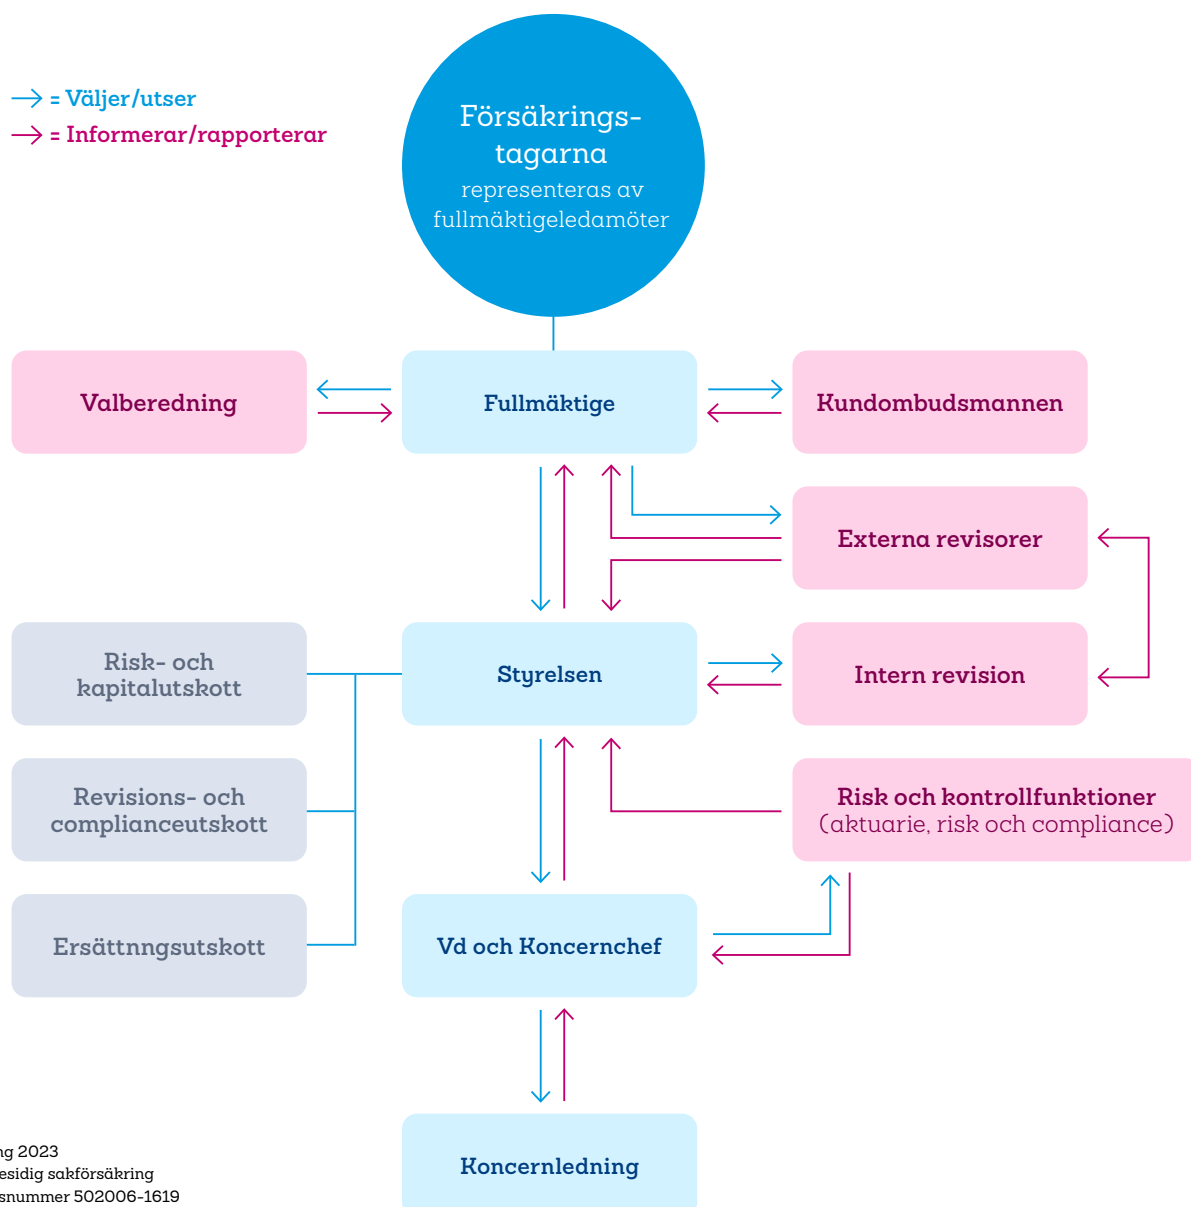 = Väljer/utser
= Informerar/rapporterar
Försäkrings-
tagarna
representeras av
fullmäktigeledamöter
Valberedning
Fullmäktige
Kundombudsmannen
Externa revisorer
Risk- och
kapitalutskott
Styrelsen
Intern revision
Revisions- och
complianceutskott
Risk och kontrollfunktioner
(aktuarie, risk och compliance)
Ersättnngsutskott
Vd och Koncernchef
Koncernledning
ng 2023
esidig sakförsäkring
snummer 502006-1619